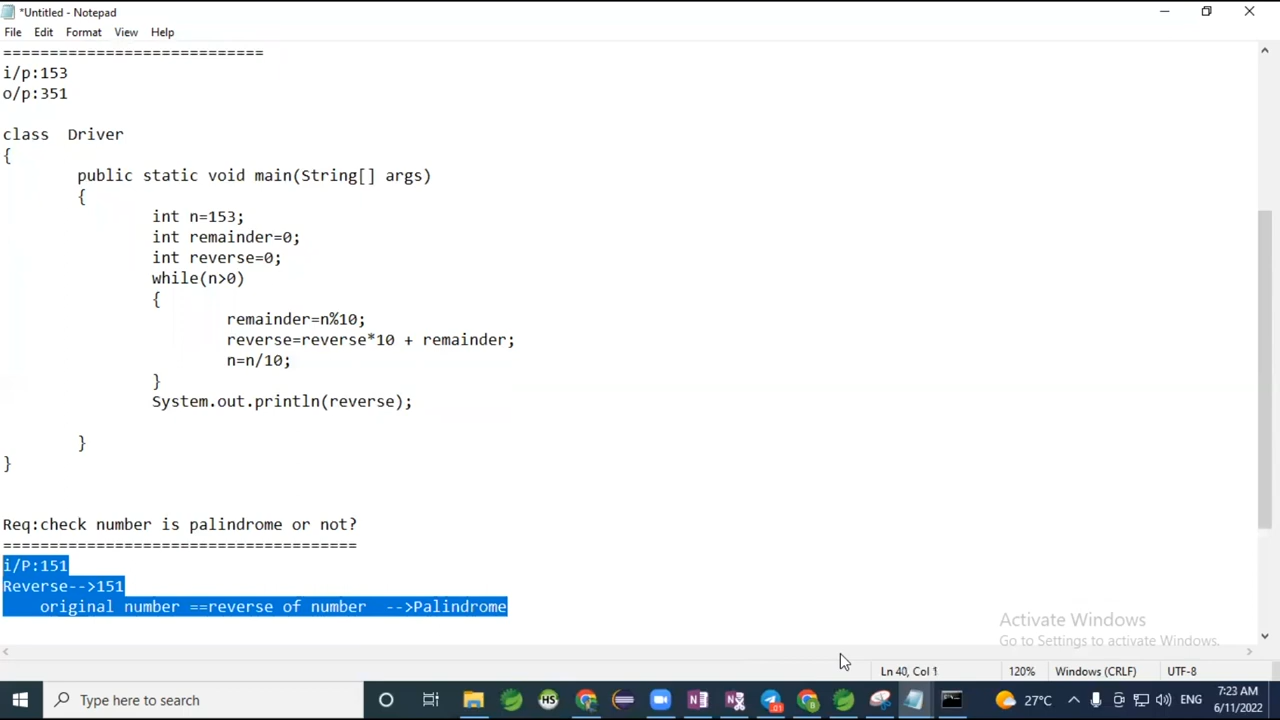 *Untitled - Notepad
File Edit Format View Help
============================
i/p:153
o/p:351
class  Driver
{
public static void main(String[] args)
{
int n=153;
int remainder=0;
int reverse=0;
while(n>0)
{
remainder=n%10;
reverse=reverse*10 + remainder;
n=n/10;
}
System.out.println(reverse);
}
}
Req:check number is palindrome or not?
======================================
i/P:151
Reverse-->151
original number ==reverse of number  -->Palindrome
Activate Windows
Go to Settings to activate Windows.
Ln 40, Col 1 120% Windows (CRLF) UTF-8
Type here to search HS 01 27°C ENG 7:23 AM
6/11/2022